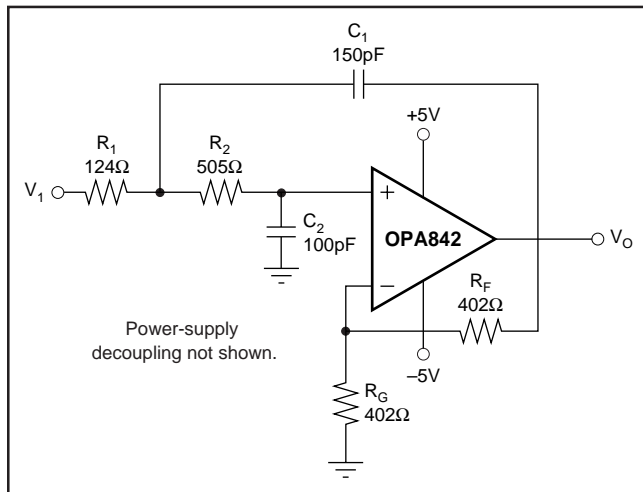 C1
150pF
+5V
R1
124Ω
R2
505Ω
V1
C2
100pF
+
OPA842
−
VO
RF
402Ω
Power-supply
decoupling not shown.
–5V
RG
402Ω